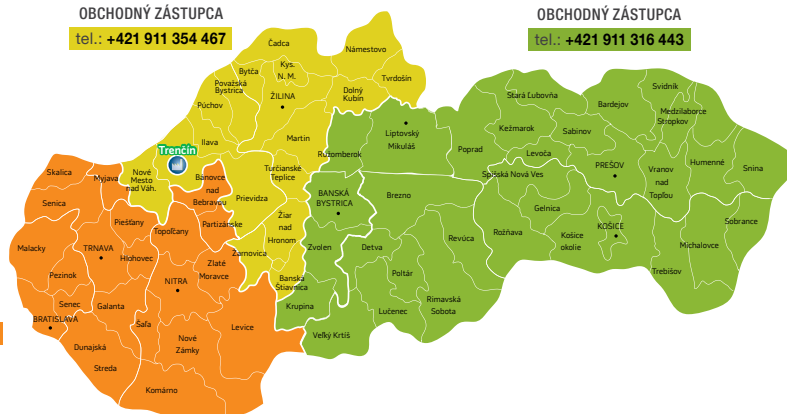 OBCHODNÝ ZÁSTUPCA
tel.: +421 911 354 467
OBCHODNÝ ZÁSTUPCA
tel.: +421 911 316 443
Čadca
Námestovo
Kys.
N. M.
Bytča
Tvrdošín
Považská
Bystrica
Dolný
Kubín
ŽILINA
Púchov
Svidník
Stará Ľubovňa
Bardejov
Medzilaborce
Stropkov
Martin
Liptovský
Mikuláš
Kežmarok
Sabinov
Ilava
Trenčín
Ružomberok
Poprad
Levoča
Turčianské
Teplice
PREŠOV
Humenné
Snina
Vranov
nad
Topľou
Skalica
Myjava
Nové
Mesto
nad Váh.
Bánovce
nad
Bebravou
Spišská Nová Ves
Prievidza
BANSKÁ
BYSTRICA
Brezno
Senica
Gelnica
Piešťany
Topoľčany
Partizánske
Žiar
nad
Hronom
Sobrance
KOŠICE
Rožňava
Košice
okolie
Michalovce
Malacky
TRNAVA
Hlohovec
Žarnovica
Zvolen
Detva
Revúca
Zlaté
Moravce
Pezinok
NITRA
Banska
Štiavnica
Poltár
Trebišov
Senec
Galanta
Krupina
Rimavská
Sobota
Lučenec
BRATISLAVA
Šaľa
Levice
Veľký Krtíš
Dunajská
Streda
Nové
Zámky
Komárno